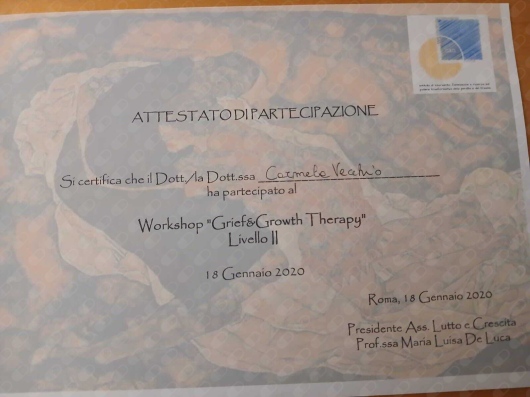 ATTESTATO DI PARTECIPAZIONE
Si certifica che il Dott./la Dott.ssa Carmela Vecchio
ha partecipato al
Workshop "Grief&Growth Therapy"
Livello II
18 Gennaio 2020
Roma, 18 Gennaio 2020
Presidente Ass. Lutto e Crescita
Prof.ssa Maria Luisa De Luca